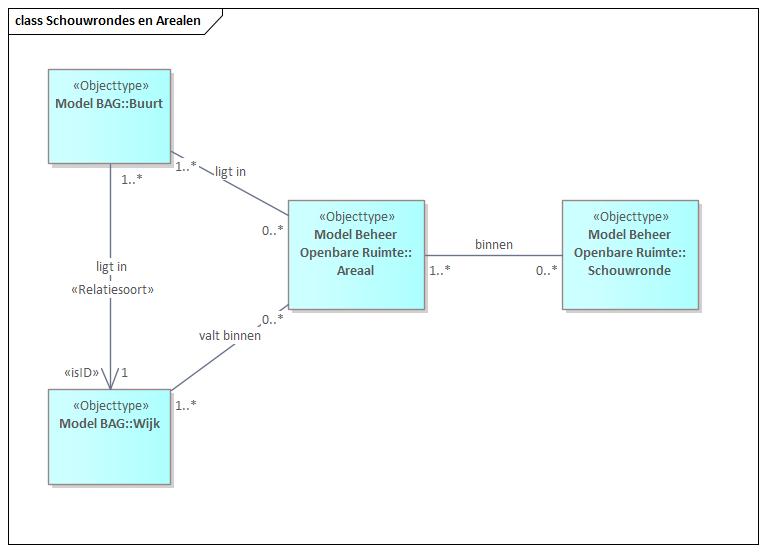 class Schouwrondes en Arealen
«Objecttype»
Model BAG::Buurt
1..*
ligt in
0..*
1..*
ligt in
«Relatiesoort»
«isID»
1
«Objecttype»
Model Beheer
Openbare Ruimte::
Areaal
1..*
binnen
0..*
«Objecttype»
Model Beheer
Openbare Ruimte::
Schouwronde
0..*
valt binnen
1..*
«Objecttype»
Model BAG::Wijk